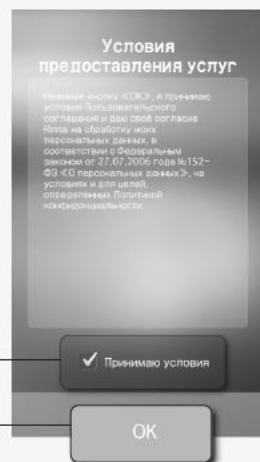 Условия
предоставления услуг
Нажимая кнопку «ОК», я принимаю
условия Пользовательского
соглашения и даю своё согласие
Rinnai на обработку моих
персональных данных, в
соответствии с Федеральным
законом от 27.07.2006 года №152-
ФЗ «О персональных данных», на
условиях и для целей,
определенных Политикой
конфиденциальности.
Принимаю условия
OK